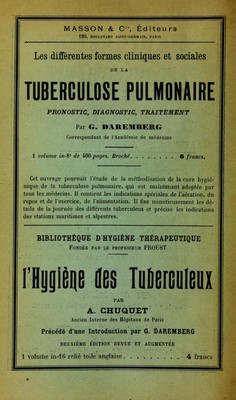 MASSON & Cie, Éditeurs
120, BOULEVARD SAINT-GERMAIN, PARIS
Les différentes formes cliniques et sociales
DE LA
TUBERCULOSE PULMONAIRE
PRONOSTIC, DIAGNOSTIC, TRAITEMENT
Par G. DAREMBERG
Correspondant de l'Académie de médecine
1 volume in-8° de 400 pages. Broché. . . . . . . . . 6 francs.
Cet ouvrage poursuit l'étude de la méthodisation de la cure hygié-
nique de la tuberculose pulmonaire, qui est maintenant adoptée par
tous les médecins. Il contient les indications spéciales de l'aération, du
repos et de l'exercice, de l'alimentation. Il fixe minutieusement les dé-
tails de la journée des différents tuberculeux et précise les indications
des stations maritimes et alpestres.
BIBLIOTHÈQUE D'HYGIÈNE THÉRAPEUTIQUE
FONDÉE PAR LE PROFESSEUR PROUST
l'Hygiène des Tuberculeux
PAR
A. CHUQUET
Ancien Interne des Hôpitaux de Paris
Précédé d'une Introduction par G. DAREMBERG
DEUXIÈME ÉDITION REVUE ET AUGMENTÉE
1 volume in-16 relié toile anglaise . . . . . . . . . 4 francs